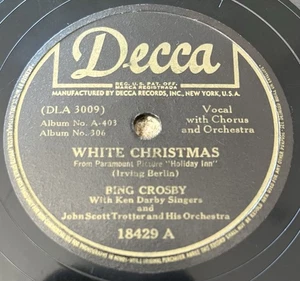 Decca
REG. U.S. PAT. OFF.
MARCA REGISTRADA
MANUFACTURED BY DECCA RECORDS, INC., NEW YORK, U.S.A.
(DLA 3009)
Album No. A-403
Album No. 306
Vocal
with Chorus
and Orchestra
WHITE CHRISTMAS
From Paramount Picture "Holiday Inn"
(Irving Berlin)
BING CROSBY
With Ken Darby Singers
and
John Scott Trotter and His Orchestra
18429 A